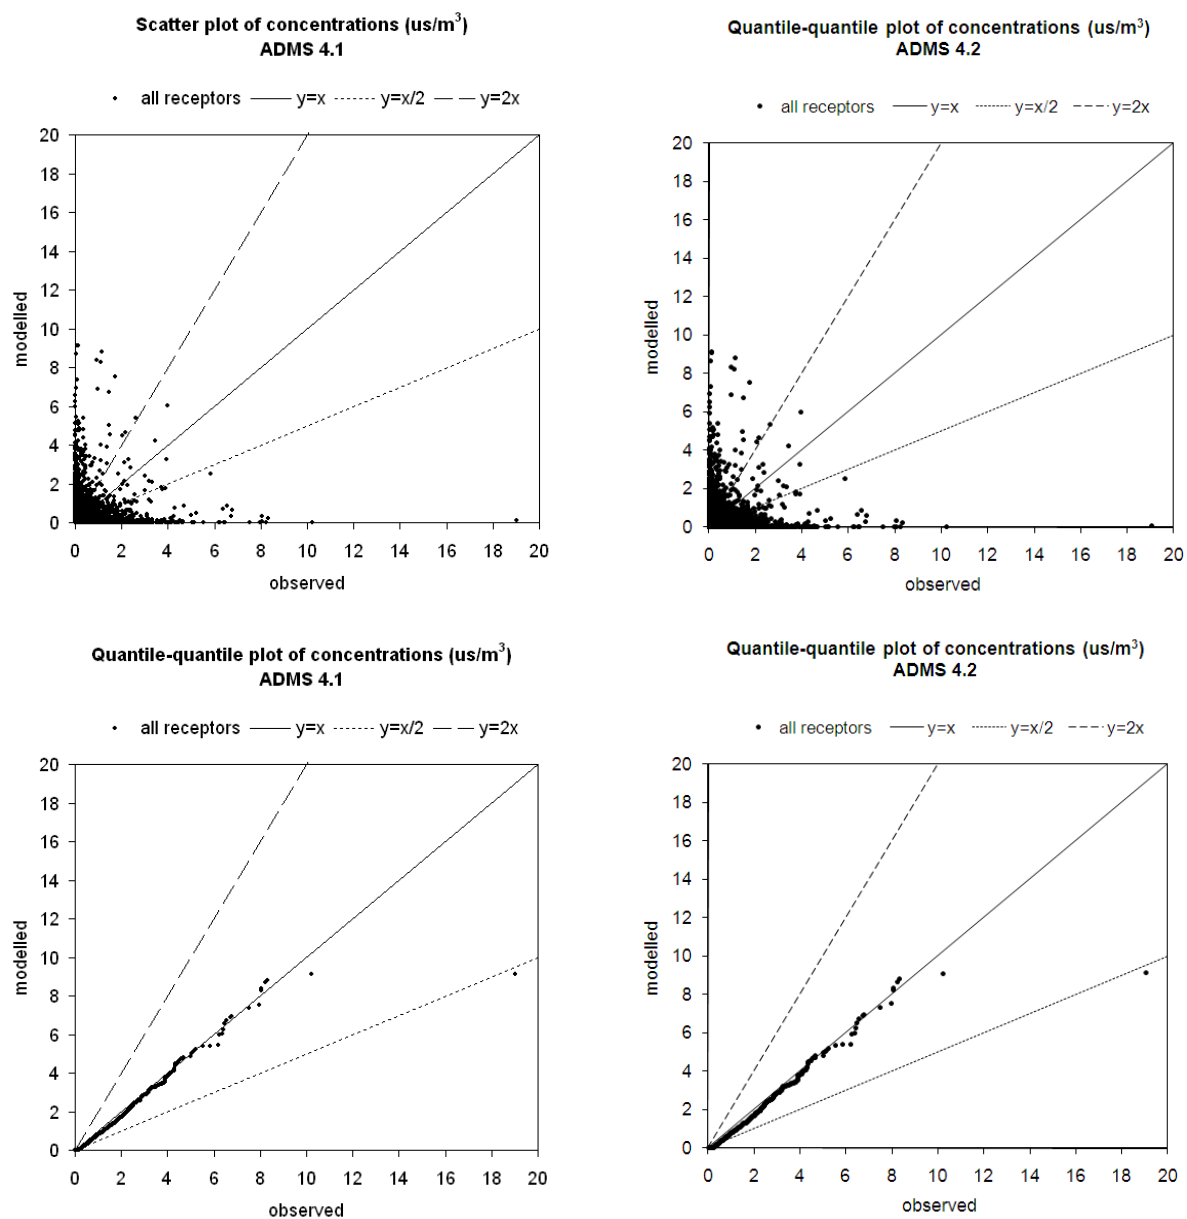 Scatter plot of concentrations (us/m³)
ADMS 4.1
all receptors y=x y=x/2 y=2x
20
18
16
14
12
10
8
6
4
2
0
modelled
0 2 4 6 8 10 12 14 16 18 20
observed
Quantile-quantile plot of concentrations (us/m³)
ADMS 4.2
all receptors y=x y=x/2 y=2x
20
18
16
14
12
10
8
6
4
2
0
modelled
0 2 4 6 8 10 12 14 16 18 20
observed
Quantile-quantile plot of concentrations (us/m³)
ADMS 4.1
all receptors y=x y=x/2 y=2x
20
18
16
14
12
10
8
6
4
2
0
modelled
0 2 4 6 8 10 12 14 16 18 20
observed
Quantile-quantile plot of concentrations (us/m³)
ADMS 4.2
all receptors y=x y=x/2 y=2x
20
18
16
14
12
10
8
6
4
2
0
modelled
0 2 4 6 8 10 12 14 16 18 20
observed